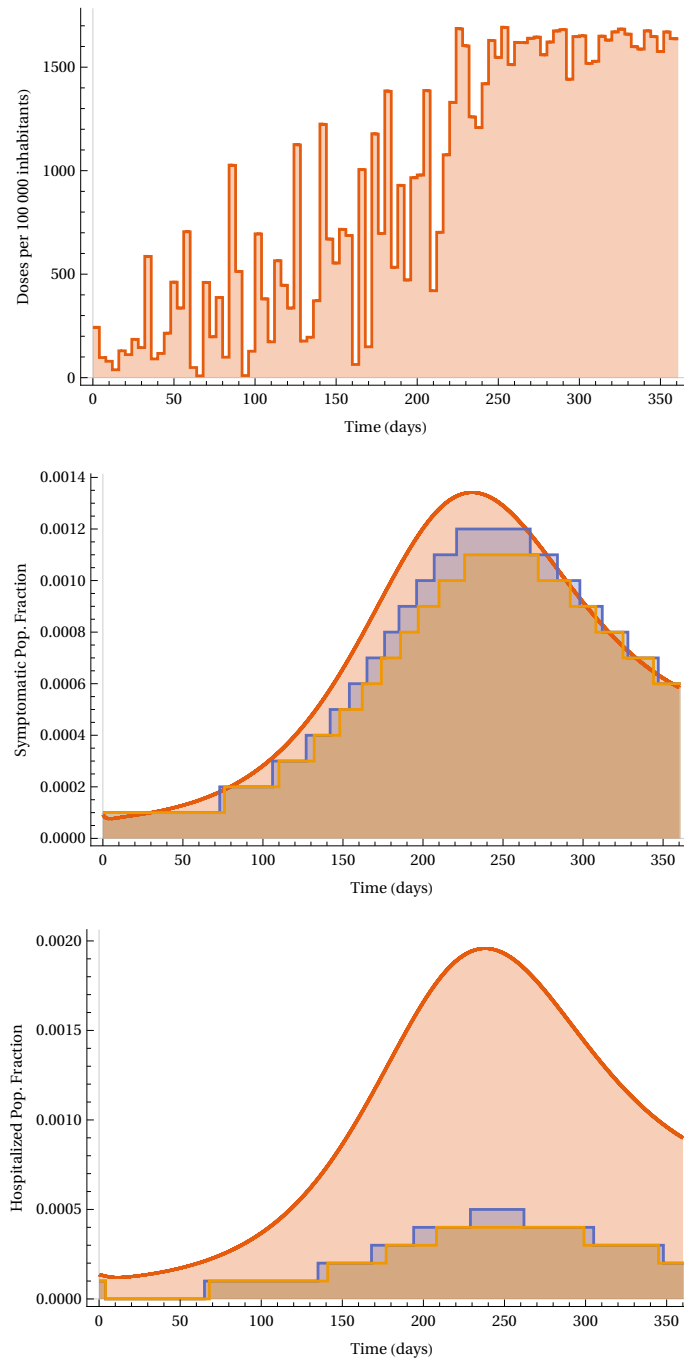 Doses per 100 000 inhabitants)
1500
1000
500
0
0 50 100 150 200 250 300 350
Time (days)
Symptomatic Pop. Fraction
0.0014
0.0012
0.0010
0.0008
0.0006
0.0004
0.0002
0.0000
0 50 100 150 200 250 300 350
Time (days)
Hospitalized Pop. Fraction
0.0020
0.0015
0.0010
0.0005
0.0000
0 50 100 150 200 250 300 350
Time (days)